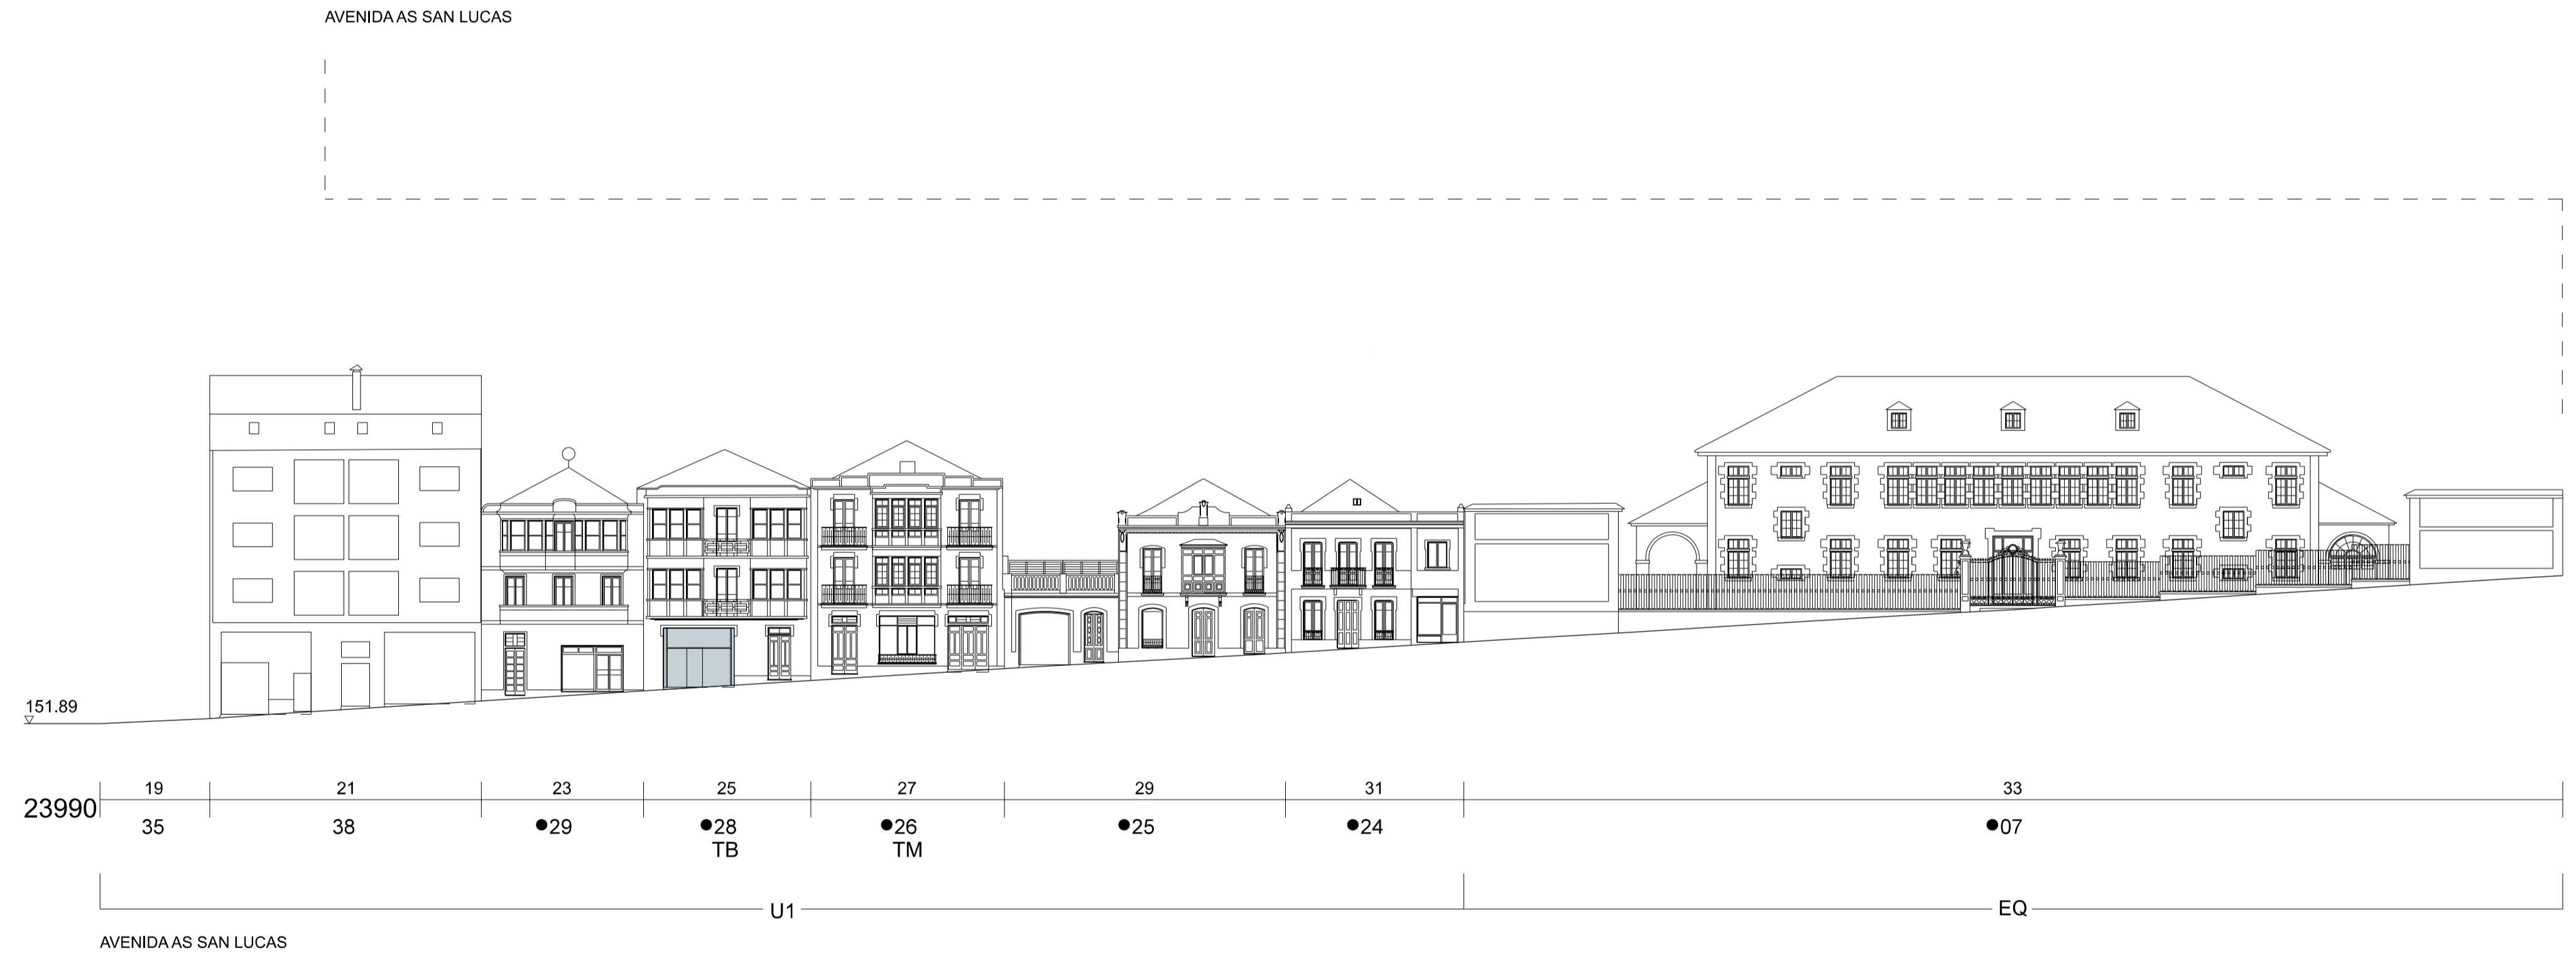 AVENIDA AS SAN LUCAS
151.89
19 21 23 25 27 29 31 33
23990
35 38 ●29 ●28 ●26 ●25 ●24 ●07
TB TM
U1 EQ
AVENIDA AS SAN LUCAS